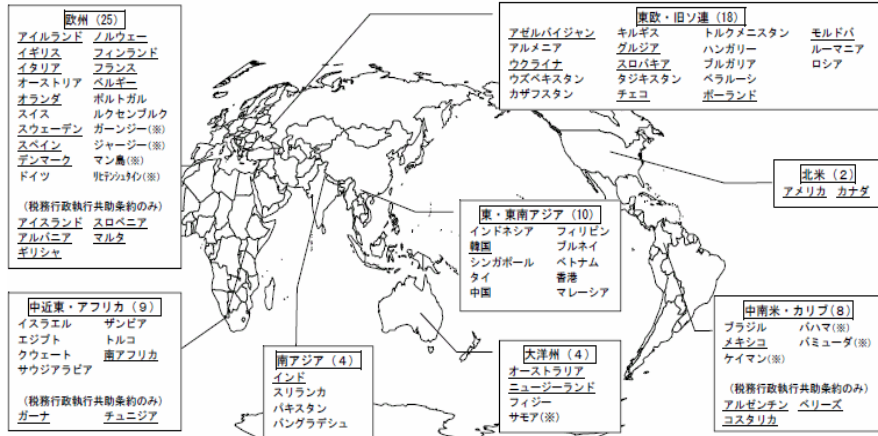 欧州（25）
アイルランド ノルウェー
イギリス フィンランド
イタリア フランス
オーストリア ベルギー
オランダ ポルトガル
スイス ルクセンブルク
スウェーデン ガーンジー（※）
スペイン ジャージー（※）
デンマーク マン島（※）
ドイツ リヒテンシュタイン（※）
（税務行政執行共助条約のみ）
アイスランド スロベニア
アルバニア マルタ
ギリシャ
東欧・旧ソ連（18）
アゼルバイジャン キルギス トルクメニスタン モルドバ
アルメニア グルジア ハンガリー ルーマニア
ウクライナ スロバキア ブルガリア ロシア
ウズベキスタン タジキスタン ベラルーシ
カザフスタン チェコ ポーランド
北米（2）
アメリカ カナダ
東・東南アジア（10）
インドネシア フィリピン
韓国 ブルネイ
シンガポール ベトナム
タイ 香港
中国 マレーシア
中近東・アフリカ（9）
イスラエル ザンビア
エジプト トルコ
クウェート 南アフリカ
サウジアラビア
（税務行政執行共助条約のみ）
ガーナ チュニジア
南アジア（4）
インド
スリランカ
パキスタン
バングラデシュ
大洋州（4）
オーストラリア
ニュージーランド
フィジー
サモア（※）
中南米・カリブ（8）
ブラジル バハマ（※）
メキシコ バミューダ（※）
ケイマン（※）
（税務行政執行共助条約のみ）
アルゼンチン ベリーズ
コスタリカ